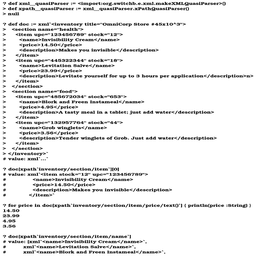 ? def xml__quasiParser := <import:org.switchb.e.xml.makeXMLQuasiParser>()
> def xpath__quasiParser := xml__quasiParser.xPathQuasiParser()
> null

? def doc := xml`<inventory title="OmniCorp Store #45x10^3">
>   <section name="health">
>     <item upc="123456789" stock="12">
>       <name>Invisibility Cream</name>
>       <price>14.50</price>
>       <description>Makes you invisible</description>
>     </item>
>     <item upc="445322344" stock="18">
>       <name>Levitation Salve</name>
>       <price>23.99</price>
>       <description>Levitate yourself for up to 3 hours per application</description>
>     </item>
>   </section>
>   <section name="food">
>     <item upc="485672034" stock="653">
>       <name>Blork and Freen Instameal</name>
>       <price>4.95</price>
>       <description>A tasty meal in a tablet; just add water</description>
>     </item>
>     <item upc="132957764" stock="44">
>       <name>Grob winglets</name>
>       <price>3.56</price>
>       <description>Tender winglets of Grob. Just add water</description>
>     </item>
>   </section>
> </inventory>`
# value: xml`...`

? doc[xpath`inventory/section/item`][0]
# value: xml`<item stock="12" upc="123456789">
#       <name>Invisibility Cream</name>
#       <price>14.50</price>
#       <description>Makes you invisible</description>
#     </item>`

? for price in doc[xpath`inventory/section/item/price/text()`] { println(price :String) }
14.50
23.99
4.95
3.56

? doc[xpath`inventory/section/item/name`]
# value: [xml`<name>Invisibility Cream</name>`,
#       xml`<name>Levitation Salve</name>`,
#       xml`<name>Blork and Freen Instameal</name>`,